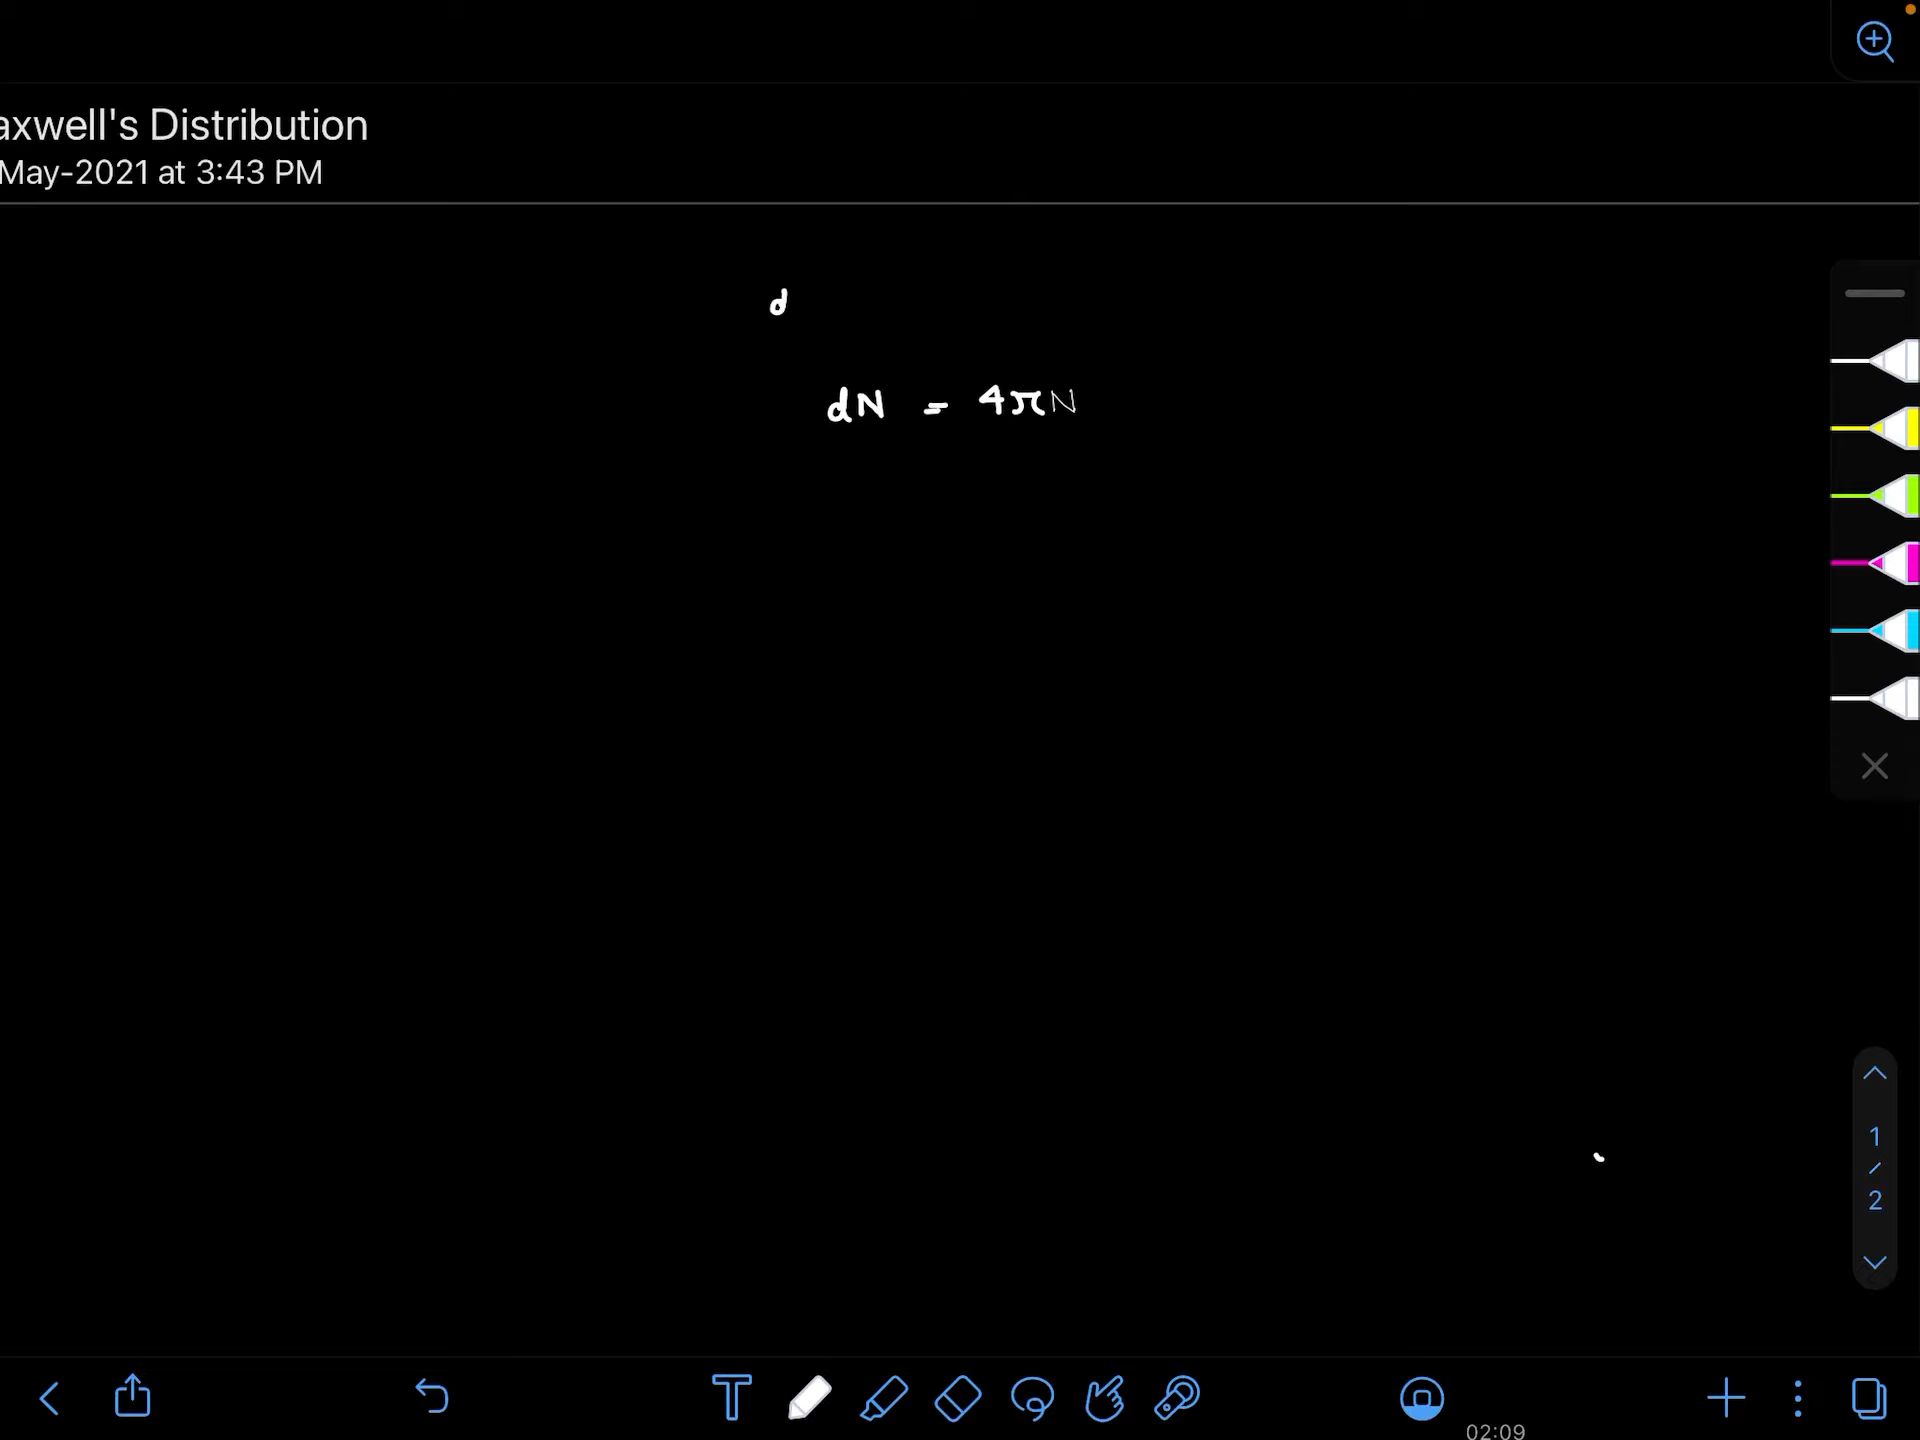 axwell's Distribution
May-2021 at 3:43 PM
d
dN = 4πN
1
/
2
02:09